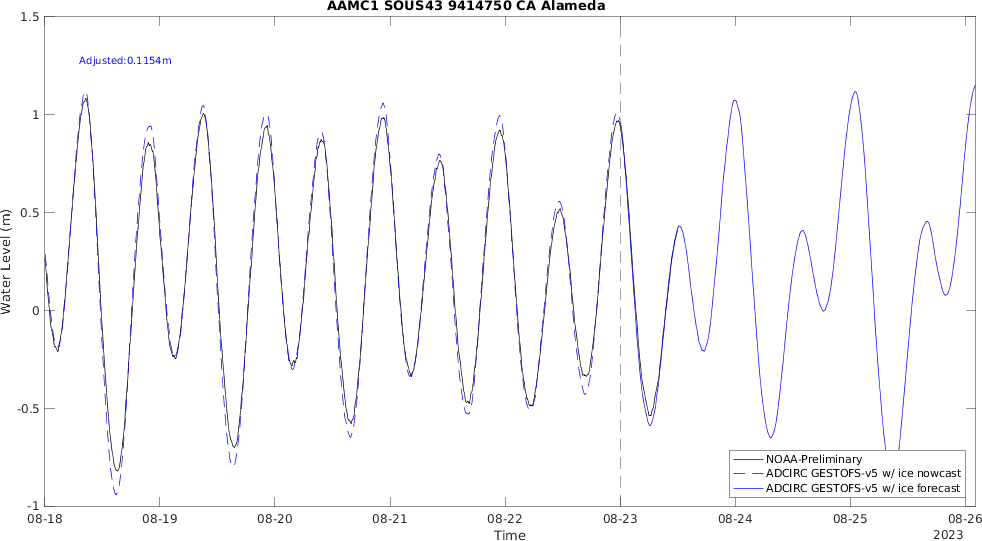 AAMC1 SOUS43 9414750 CA Alameda
1.5
Adjusted:0.1154m
1
0.5
Water Level (m)
0
-0.5
NOAA-Preliminary
ADCIRC GESTOFS-v5 w/ ice nowcast
ADCIRC GESTOFS-v5 w/ ice forecast
-1
08-18 08-19 08-20 08-21 08-22 08-23 08-24 08-25 08-26
Time 2023